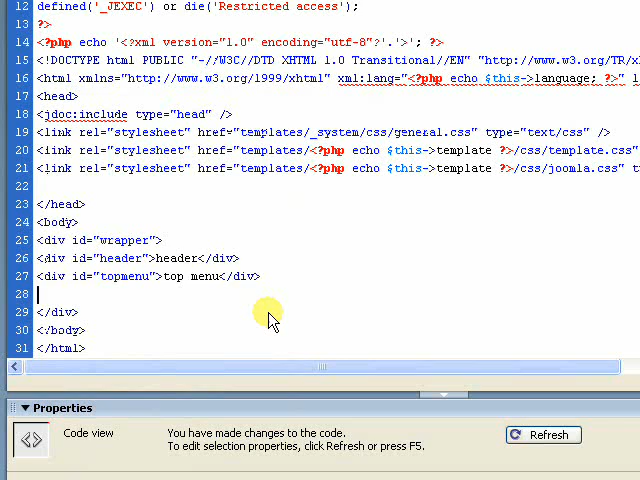 12 defined('_JEXEC') or die('Restricted access');
13 ?>
14 <?php echo '<?xml version="1.0" encoding="utf-8"?'.'>'; ?>
15 <!DOCTYPE html PUBLIC "-//W3C//DTD XHTML 1.0 Transitional//EN" "http://www.w3.org/TR/x
16 <html xmlns="http://www.w3.org/1999/xhtml" xml:lang="<?php echo $this->language; ?>" l
17 <head>
18 <jdoc:include type="head" />
19 <link rel="stylesheet" href="templates/_system/css/general.css" type="text/css" />
20 <link rel="stylesheet" href="templates/<?php echo $this->template ?>/css/template.css"
21 <link rel="stylesheet" href="templates/<?php echo $this->template ?>/css/joomla.css" t
22
23 </head>
24 <body>
25 <div id="wrapper">
26 <div id="header">header</div>
27 <div id="topmenu">top menu</div>
28
29 </div>
30 </body>
31 </html>
Properties
Code view
You have made changes to the code.
To edit selection properties, click Refresh or press F5.
Refresh